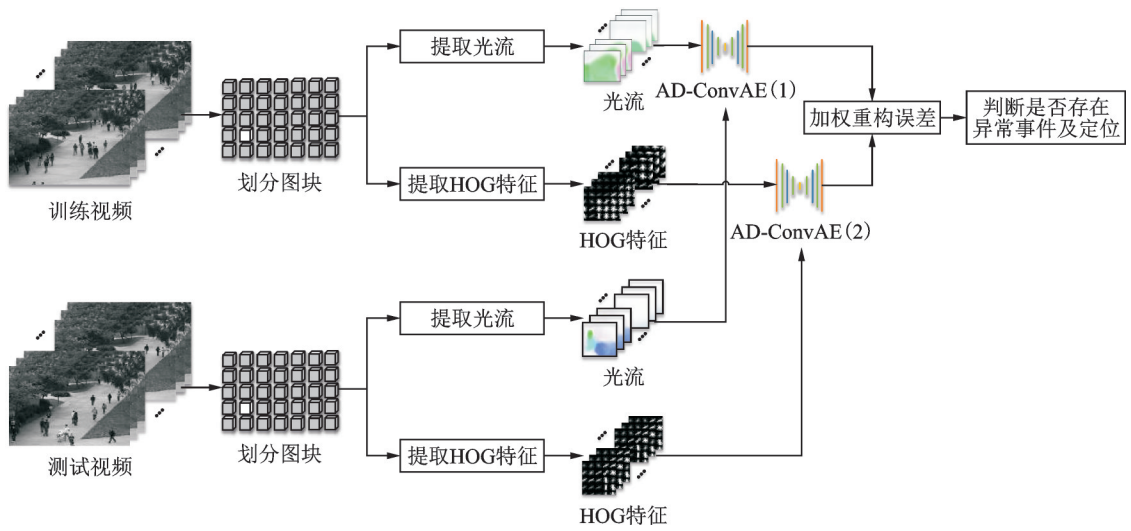 提取光流
光流
AD-ConvAE(1)
加权重构误差
判断是否存在
异常事件及定位
训练视频
划分图块
提取HOG特征
HOG特征
AD-ConvAE(2)
测试视频
划分图块
提取光流
光流
提取HOG特征
HOG特征